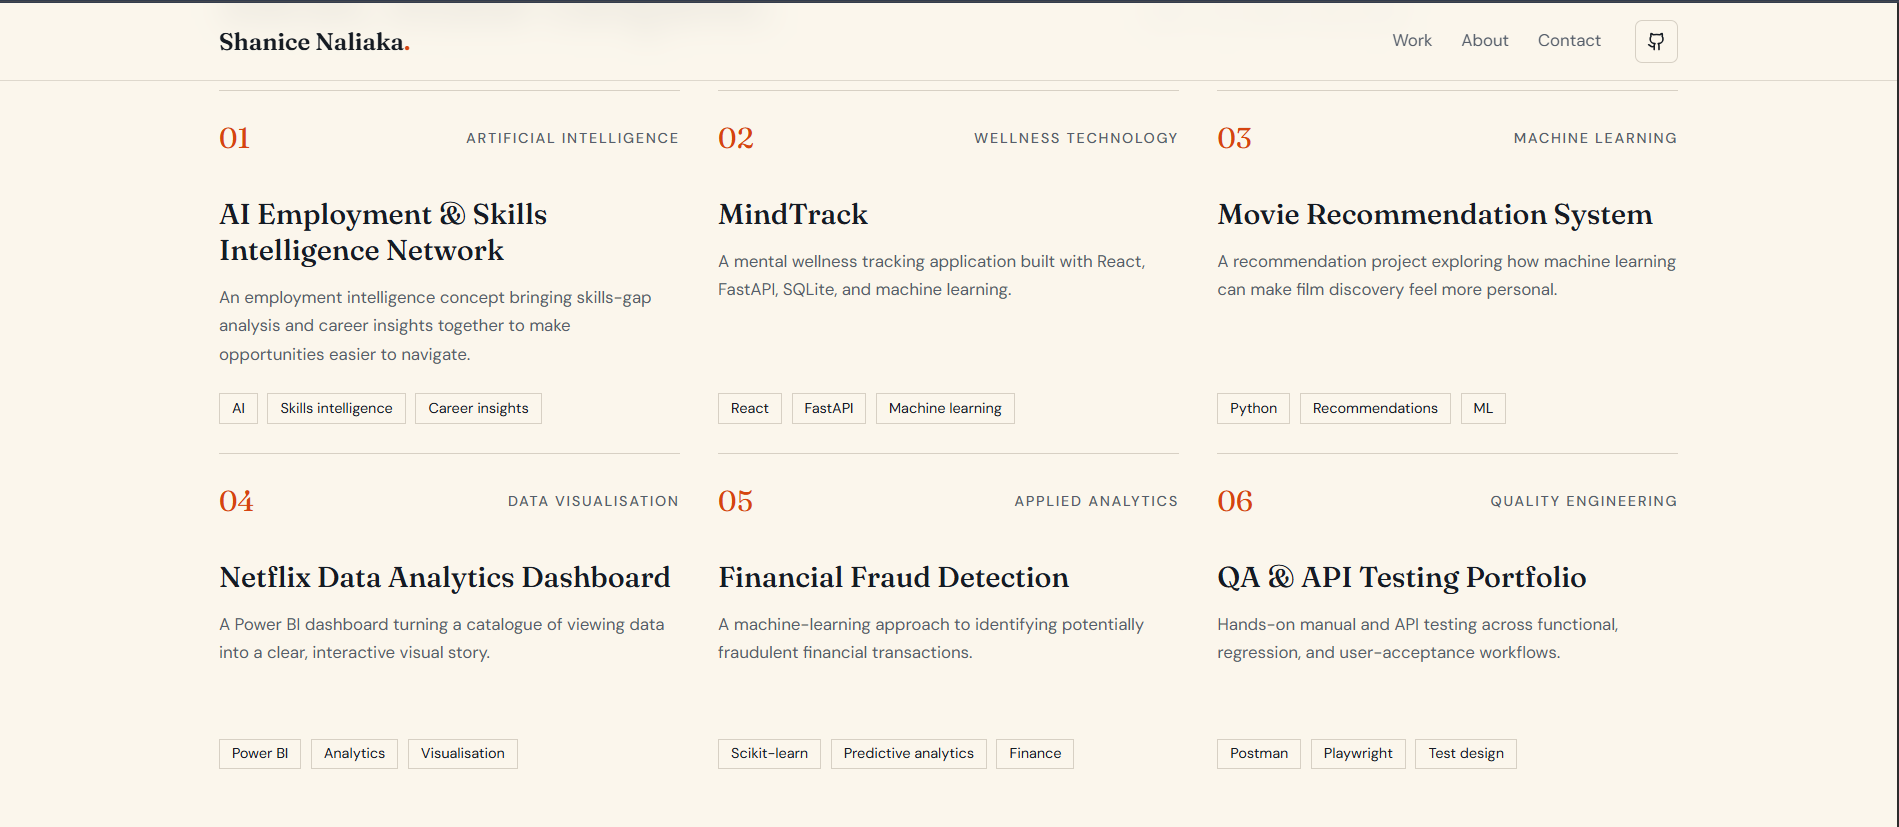 Shanice Naliaka.
Work About Contact
01 ARTIFICIAL INTELLIGENCE
AI Employment & Skills
Intelligence Network
An employment intelligence concept bringing skills-gap
analysis and career insights together to make
opportunities easier to navigate.
AI Skills intelligence Career insights
02 WELLNESS TECHNOLOGY
MindTrack
A mental wellness tracking application built with React,
FastAPI, SQLite, and machine learning.
React FastAPI Machine learning
03 MACHINE LEARNING
Movie Recommendation System
A recommendation project exploring how machine learning
can make film discovery feel more personal.
Python Recommendations ML
04 DATA VISUALISATION
Netflix Data Analytics Dashboard
A Power BI dashboard turning a catalogue of viewing data
into a clear, interactive visual story.
Power BI Analytics Visualisation
05 APPLIED ANALYTICS
Financial Fraud Detection
A machine-learning approach to identifying potentially
fraudulent financial transactions.
Scikit-learn Predictive analytics Finance
06 QUALITY ENGINEERING
QA & API Testing Portfolio
Hands-on manual and API testing across functional,
regression, and user-acceptance workflows.
Postman Playwright Test design